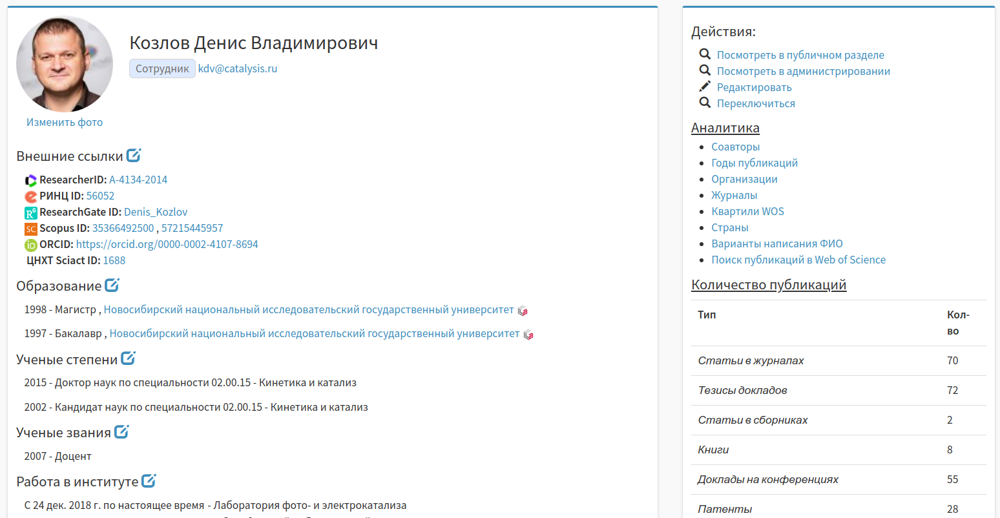 Козлов Денис Владимирович
Сотрудник kdv@catalysis.ru
Изменить фото
Внешние ссылки
ResearcherID: A-4134-2014
РИНЦ ID: 56052
ResearchGate ID: Denis_Kozlov
Scopus ID: 35366492500 , 57215445957
ORCID: https://orcid.org/0000-0002-4107-8694
ЦНХТ Sciact ID: 1688
Образование
1998 - Магистр , Новосибирский национальный исследовательский государственный университет
1997 - Бакалавр , Новосибирский национальный исследовательский государственный университет
Ученые степени
2015 - Доктор наук по специальности 02.00.15 - Кинетика и катализ
2002 - Кандидат наук по специальности 02.00.15 - Кинетика и катализ
Ученые звания
2007 - Доцент
Работа в институте
С 24 дек. 2018 г. по настоящее время - Лаборатория фото- и электрокатализа
Действия:
Посмотреть в публичном разделе
Посмотреть в администрировании
Редактировать
Переключиться
Аналитика
Соавторы
Годы публикаций
Организации
Журналы
Квартили WOS
Страны
Варианты написания ФИО
Поиск публикаций в Web of Science
Количество публикаций
Тип Кол-
во
Статьи в журналах 70
Тезисы докладов 72
Статьи в сборниках 2
Книги 8
Доклады на конференциях 55
Патенты 28